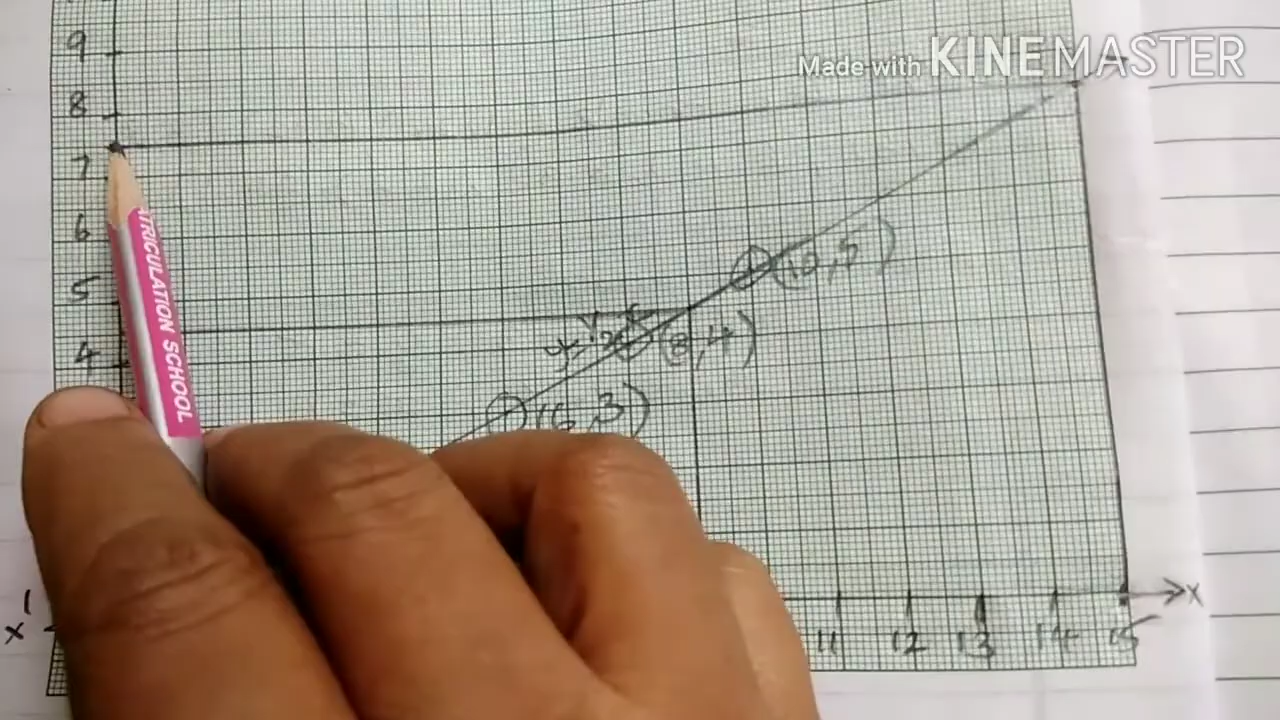 Made with KINEMASTER
9
8
7
6
5
4
(10,5)
(8,4)
(6,3)
ATRICULATION SCHOOL
X
X'
11 12 13 14 15